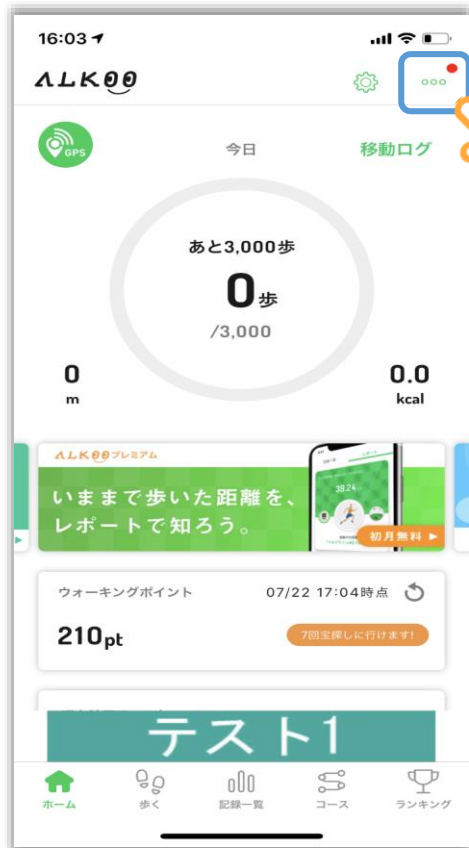 16:03
ALKOO
GPS
今日
移動ログ
あと3,000歩
0歩
/3,000
0
m
0.0
kcal
ALKOOプレミアム
いままで歩いた距離を、
レポートで知ろう。
初月無料 ▶
ウォーキングポイント
07/22 17:04時点
210pt
7回宝探しに行けます!
テスト1
ホーム
歩く
記録一覧
コース
ランキング